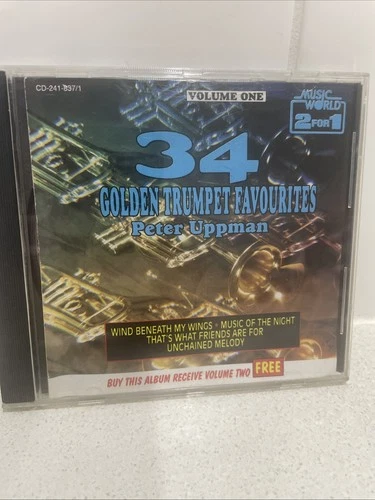 CD-241-837/1
VOLUME ONE
MUSIC
WORLD
2 FOR 1
34
GOLDEN TRUMPET FAVOURITES
Peter Uppman
WIND BENEATH MY WINGS • MUSIC OF THE NIGHT
THAT'S WHAT FRIENDS ARE FOR
UNCHAINED MELODY
BUY THIS ALBUM RECEIVE VOLUME TWO FREE